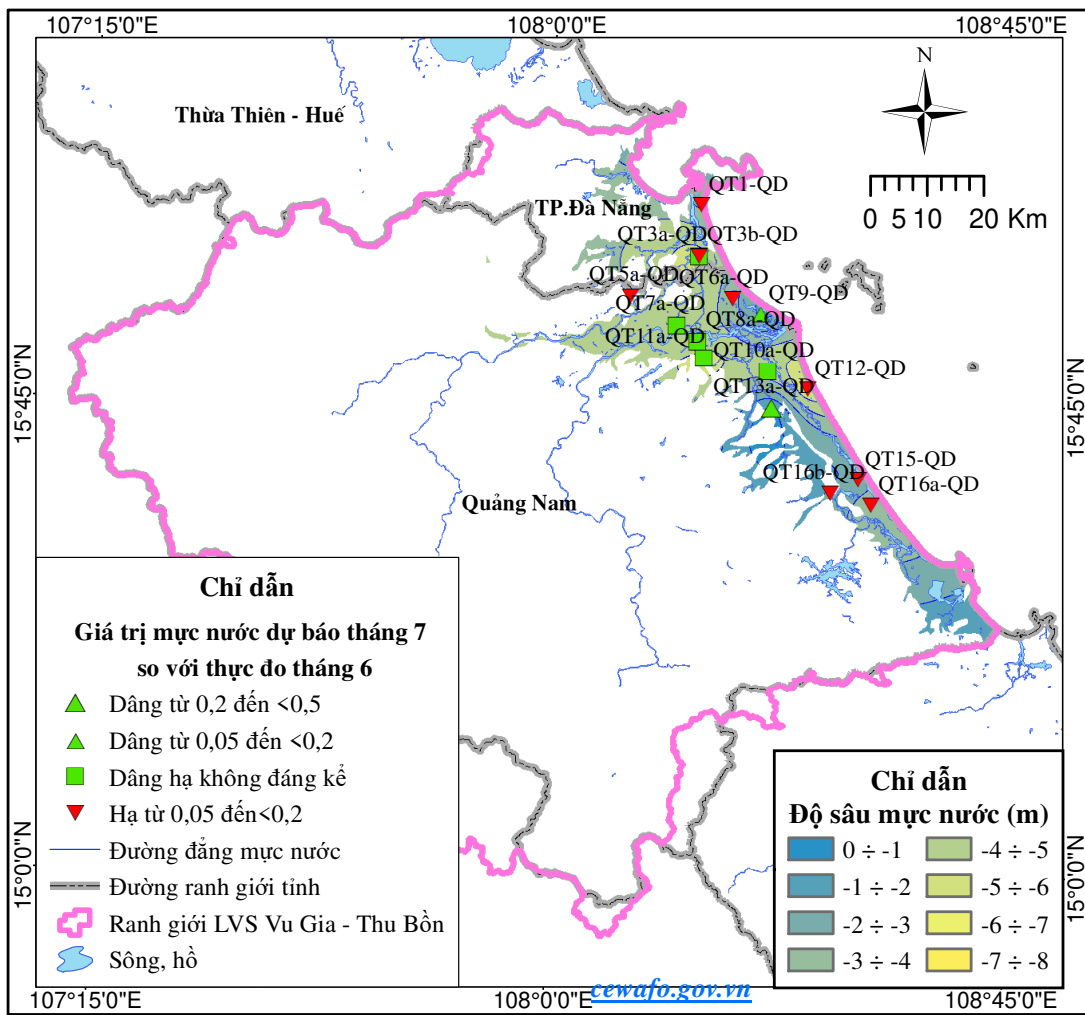 107°15'0"E
108°0'0"E
108°45'0"E
N
Thừa Thiên - Huế
0 5 10 20 Km
QT1-QD
TP.Đà Nẵng
QT3a-QD
QT3b-QD
QT5a-QD
QT6a-QD
QT9-QD
QT7a-QD
QT8a-QD
QT11a-QD
QT10a-QD
QT12-QD
QT13a-QD
15°45'0"N
15°45'0"N
QT15-QD
QT16b-QD
QT16a-QD
Quảng Nam
Chỉ dẫn
Giá trị mực nước dự báo tháng 7
so với thực đo tháng 6
Dâng từ 0,2 đến <0,5
Dâng từ 0,05 đến <0,2
Dâng hạ không đáng kể
Hạ từ 0,05 đến<0,2
Đường đẳng mực nước
Đường ranh giới tỉnh
Ranh giới LVS Vu Gia - Thu Bồn
Sông, hồ
Chỉ dẫn
Độ sâu mực nước (m)
0 ÷ -1
-1 ÷ -2
-2 ÷ -3
-3 ÷ -4
-4 ÷ -5
-5 ÷ -6
-6 ÷ -7
-7 ÷ -8
15°0'0"N
15°0'0"N
cewafo.gov.vn
107°15'0"E
108°0'0"E
108°45'0"E